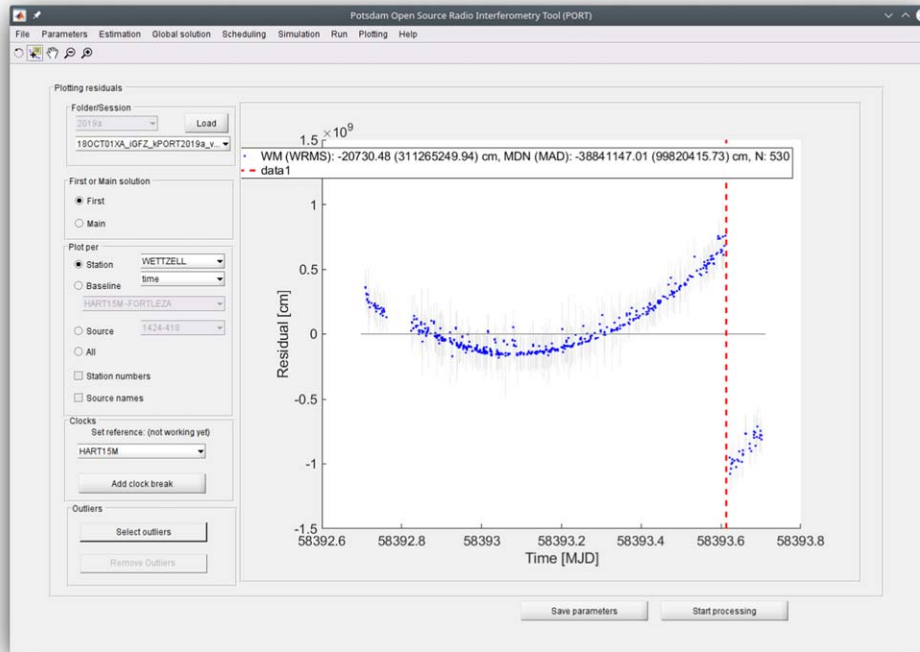 Potsdam Open Source Radio Interferometry Tool (PORT)
File Parameters Estimation Global solution Scheduling Simulation Run Plotting Help
Plotting residuals
Folder/Session
2019a Load
18OCT01XA_iGFZ_kPORT2019a_v...
First or Main solution
First
Main
Plot per
Station WETTZELL
time
Baseline
HART15M-FORTLEZA
Source 1424-418
All
Station numbers
Source names
Clocks
Set reference: (not working yet)
HART15M
Add clock break
Outliers
Select outliers
Remove Outliers
×10^9
WM (WRMS): -20730.48 (311265249.94) cm, MDN (MAD): -38841147.01 (99820415.73) cm, N: 530
data1
1.5
1
0.5
0
-0.5
-1
-1.5
Residual [cm]
58392.6 58392.8 58393 58393.2 58393.4 58393.6 58393.8
Time [MJD]
Save parameters Start processing